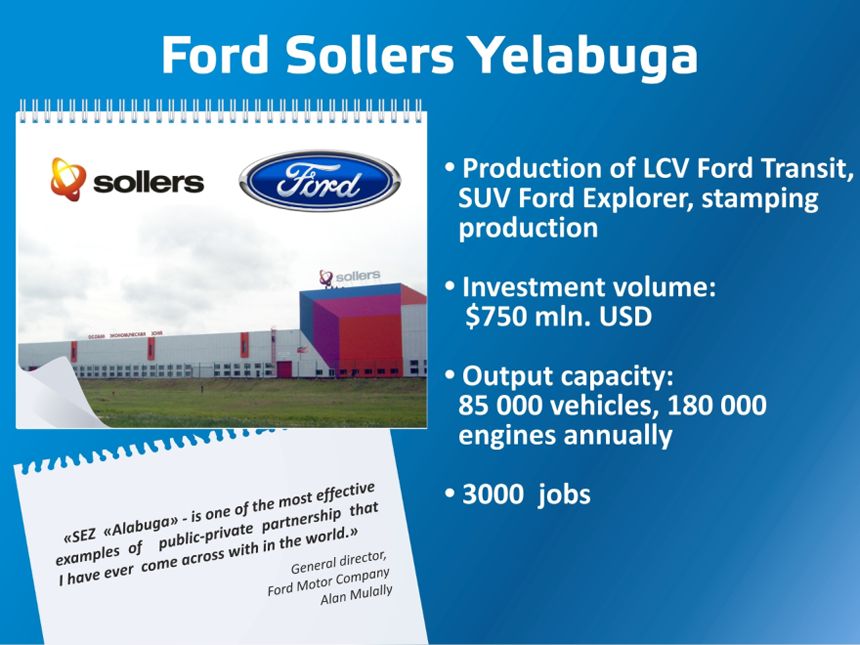 Ford Sollers Yelabuga
sollers
Ford
sollers
ОСОБАЯ ЭКОНОМИЧЕСКАЯ ЗОНА
• Production of LCV Ford Transit,
SUV Ford Explorer, stamping
production
• Investment volume:
$750 mln. USD
• Output capacity:
85 000 vehicles, 180 000
engines annually
• 3000 jobs
«SEZ «Alabuga» - is one of the most effective
examples of public-private partnership that
I have ever come across with in the world.»
General director,
Ford Motor Company
Alan Mulally